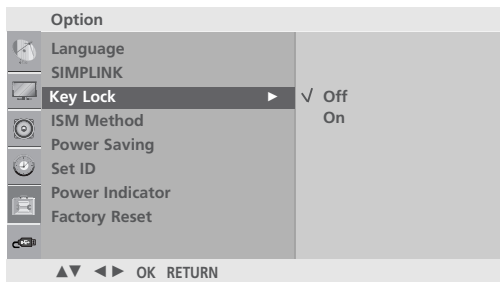 Option
Language
SIMPLINK
Key Lock ► √ Off
ISM Method On
Power Saving
Set ID
Power Indicator
Factory Reset
▲▼ ◄► OK RETURN